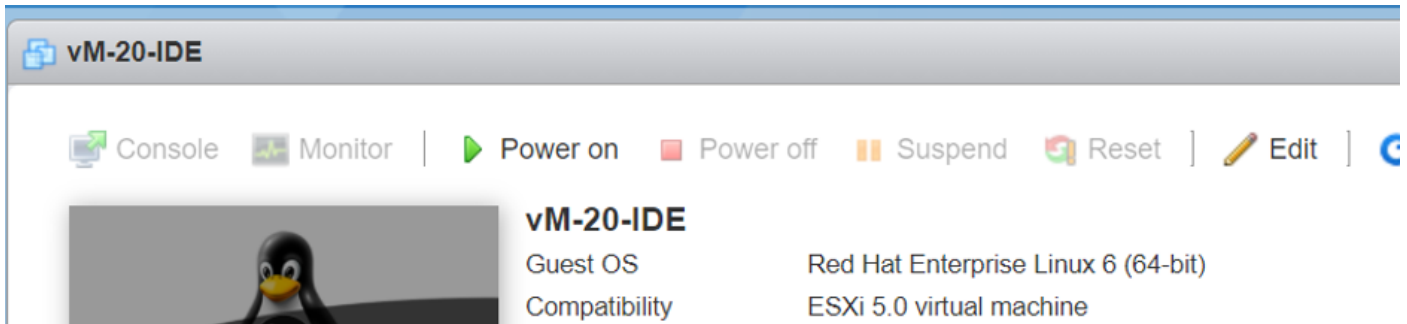 vM-20-IDE
Console Monitor | Power on Power off Suspend Reset | Edit |
vM-20-IDE
Guest OS Red Hat Enterprise Linux 6 (64-bit)
Compatibility ESXi 5.0 virtual machine